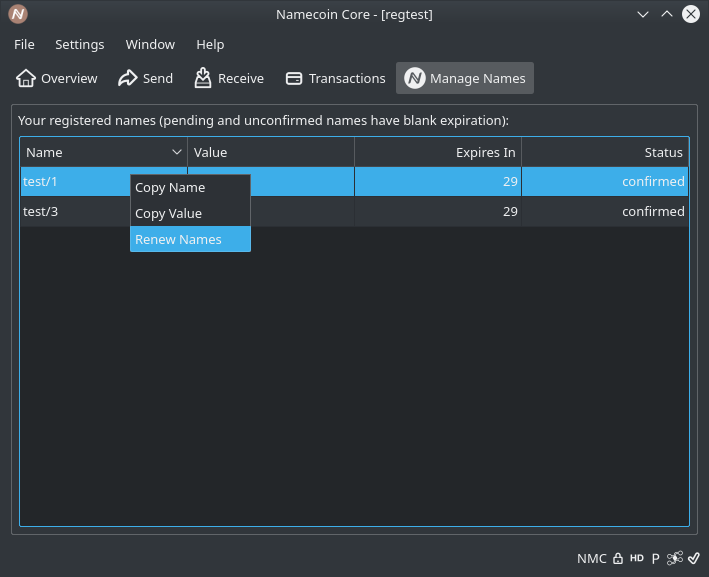 Namecoin Core - [regtest]
File Settings Window Help
Overview Send Receive Transactions Manage Names
Your registered names (pending and unconfirmed names have blank expiration):
Name Value Expires In Status
test/1 29 confirmed
Copy Name
test/3 29 confirmed
Copy Value
Renew Names
NMC HD P